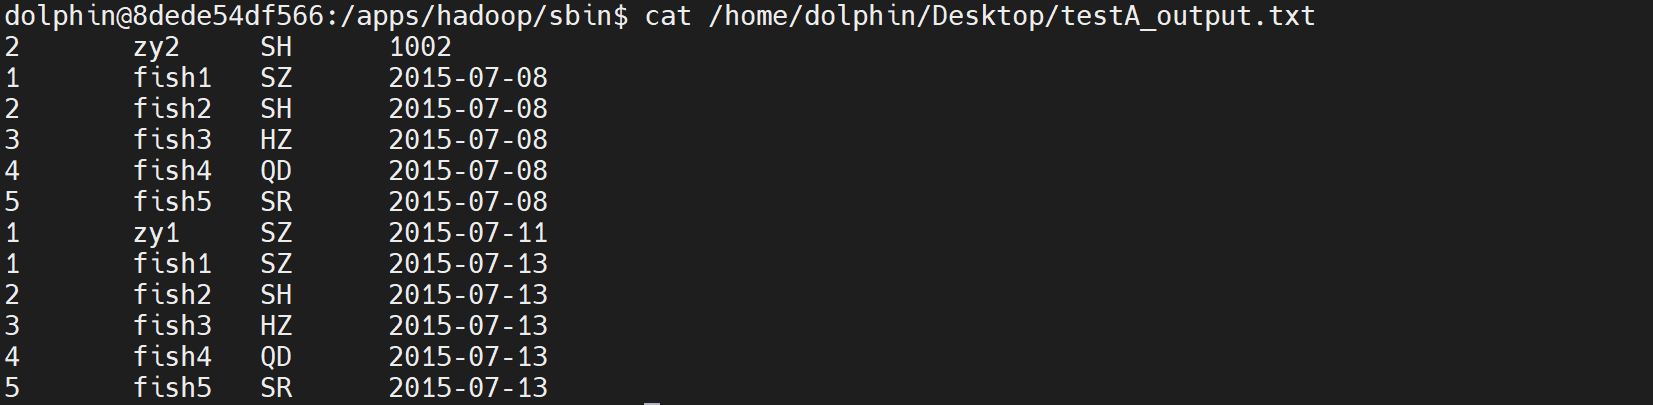 dolphin@8dede54df566:/apps/hadoop/sbin$ cat /home/dolphin/Desktop/testA_output.txt
2	zy2	SH	1002
1	fish1	SZ	2015-07-08
2	fish2	SH	2015-07-08
3	fish3	HZ	2015-07-08
4	fish4	QD	2015-07-08
5	fish5	SR	2015-07-08
1	zy1	SZ	2015-07-11
1	fish1	SZ	2015-07-13
2	fish2	SH	2015-07-13
3	fish3	HZ	2015-07-13
4	fish4	QD	2015-07-13
5	fish5	SR	2015-07-13